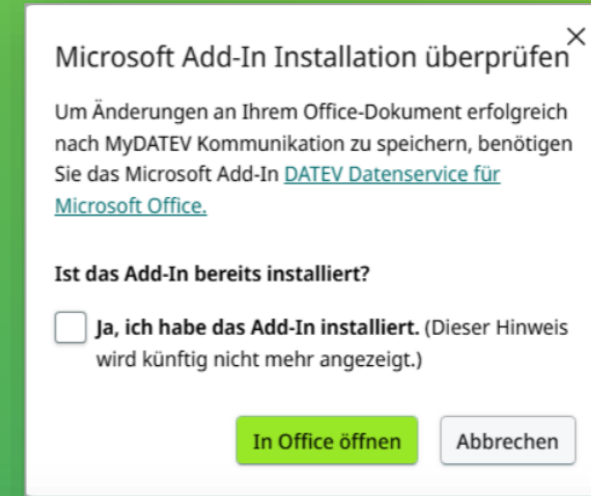 Microsoft Add-In Installation überprüfen
Um Änderungen an Ihrem Office-Dokument erfolgreich
nach MyDATEV Kommunikation zu speichern, benötigen
Sie das Microsoft Add-In DATEV Datenservice für
Microsoft Office.
Ist das Add-In bereits installiert?
Ja, ich habe das Add-In installiert. (Dieser Hinweis
wird künftig nicht mehr angezeigt.)
In Office öffnen Abbrechen